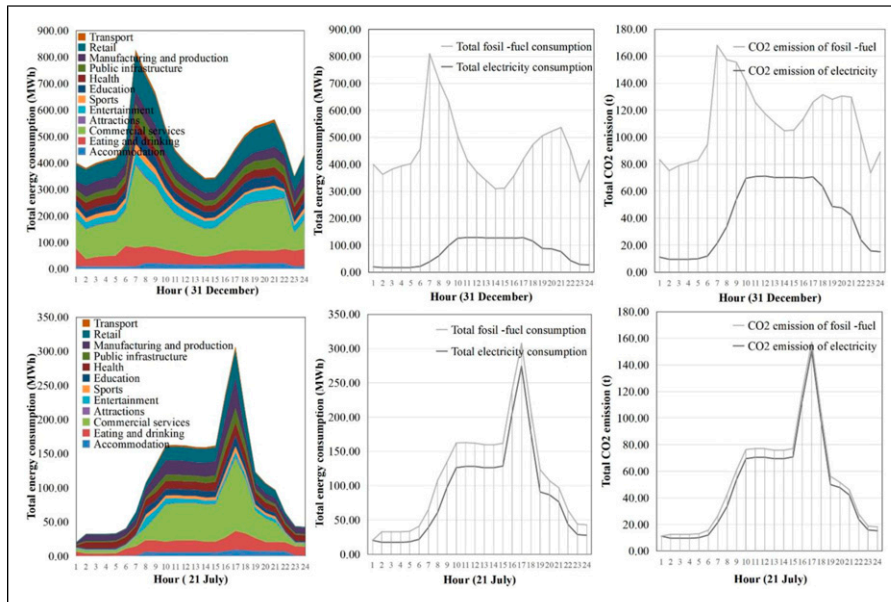 900.00
800.00
700.00
600.00
500.00
400.00
300.00
200.00
100.00
0.00
Total energy consumption (MWh)
Transport
Retail
Manufacturing and production
Public infrastructure
Health
Education
Sports
Entertainment
Attractions
Commercial services
Eating and drinking
Accommodation
1 2 3 4 5 6 7 8 9 10 11 12 13 14 15 16 17 18 19 20 21 22 23 24
Hour ( 31 December)
900.00
800.00
700.00
600.00
500.00
400.00
300.00
200.00
100.00
0.00
Total energy consumption (MWh)
Total fosil -fuel consumption
Total electricity consumption
1 2 3 4 5 6 7 8 9 10 11 12 13 14 15 16 17 18 19 20 21 22 23 24
Hour (31 December)
180.00
160.00
140.00
120.00
100.00
80.00
60.00
40.00
20.00
0.00
Total CO2 emission (t)
CO2 emission of fosil -fuel
CO2 emission of electricity
1 2 3 4 5 6 7 8 9 10 11 12 13 14 15 16 17 18 19 20 21 22 23 24
Hour (31 December)
350.00
300.00
250.00
200.00
150.00
100.00
50.00
0.00
Total energy consumption (MWh)
Transport
Retail
Manufacturing and production
Public infrastructure
Health
Education
Sports
Entertainment
Attractions
Commercial services
Eating and drinking
Accommodation
1 2 3 4 5 6 7 8 9 10 11 12 13 14 15 16 17 18 19 20 21 22 23 24
Hour ( 21 July)
350.00
300.00
250.00
200.00
150.00
100.00
50.00
0.00
Total energy consumption (MWh)
Total fosil -fuel consumption
Total electricity consumption
1 2 3 4 5 6 7 8 9 10 11 12 13 14 15 16 17 18 19 20 21 22 23 24
Hour (21 July)
180.00
160.00
140.00
120.00
100.00
80.00
60.00
40.00
20.00
0.00
Total CO2 emission (t)
CO2 emission of fosil -fuel
CO2 emission of electricity
1 2 3 4 5 6 7 8 9 10 11 12 13 14 15 16 17 18 19 20 21 22 23 24
Hour (21 July)